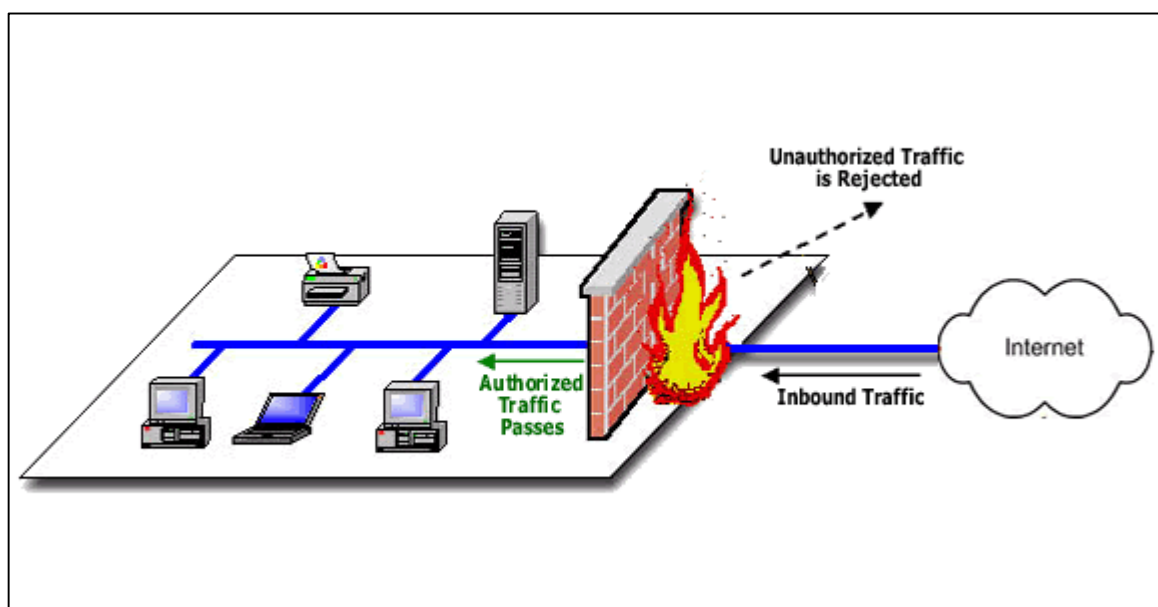 Unauthorized Traffic
is Rejected
Internet
Authorized
Traffic
Passes
Inbound Traffic